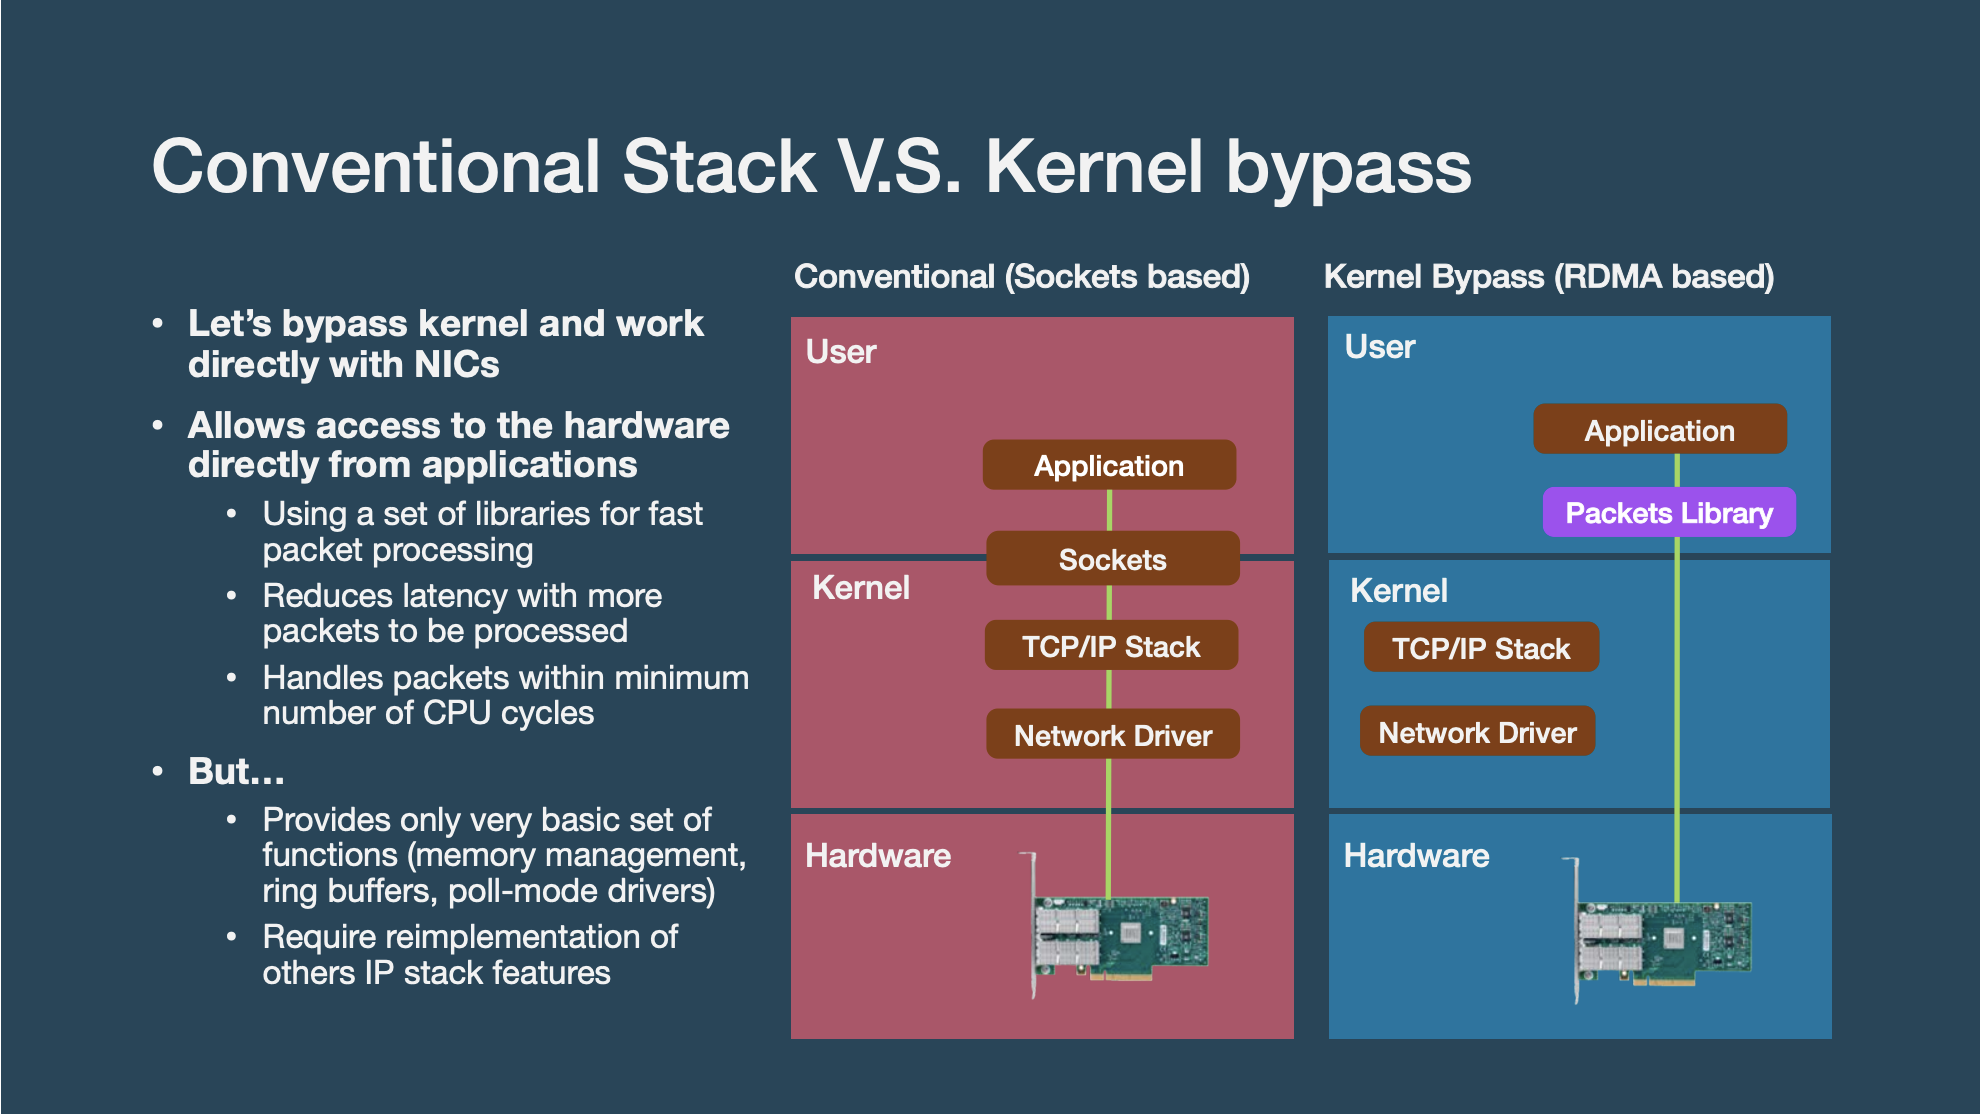 Conventional Stack V.S. Kernel bypass
• Let’s bypass kernel and work
directly with NICs
• Allows access to the hardware
directly from applications
• Using a set of libraries for fast
packet processing
• Reduces latency with more
packets to be processed
• Handles packets within minimum
number of CPU cycles
• But…
• Provides only very basic set of
functions (memory management,
ring buffers, poll-mode drivers)
• Require reimplementation of
others IP stack features
Conventional (Sockets based)
User
Application
Sockets
Kernel
TCP/IP Stack
Network Driver
Hardware
Kernel Bypass (RDMA based)
User
Application
Packets Library
Kernel
TCP/IP Stack
Network Driver
Hardware